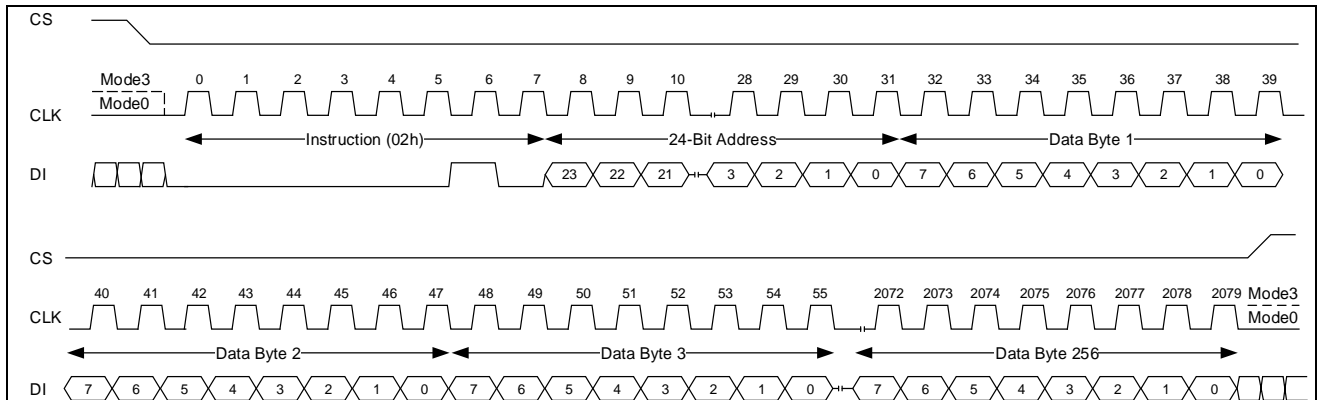 CS
Mode3 0 1 2 3 4 5 6 7 8 9 10 28 29 30 31 32 33 34 35 36 37 38 39
Mode0
CLK
Instruction (02h) 24-Bit Address Data Byte 1
DI 23 22 21 3 2 1 0 7 6 5 4 3 2 1 0
CS
40 41 42 43 44 45 46 47 48 49 50 51 52 53 54 55 2072 2073 2074 2075 2076 2077 2078 2079 Mode3
CLK Mode0
Data Byte 2 Data Byte 3 Data Byte 256
DI 7 6 5 4 3 2 1 0 7 6 5 4 3 2 1 0 7 6 5 4 3 2 1 0